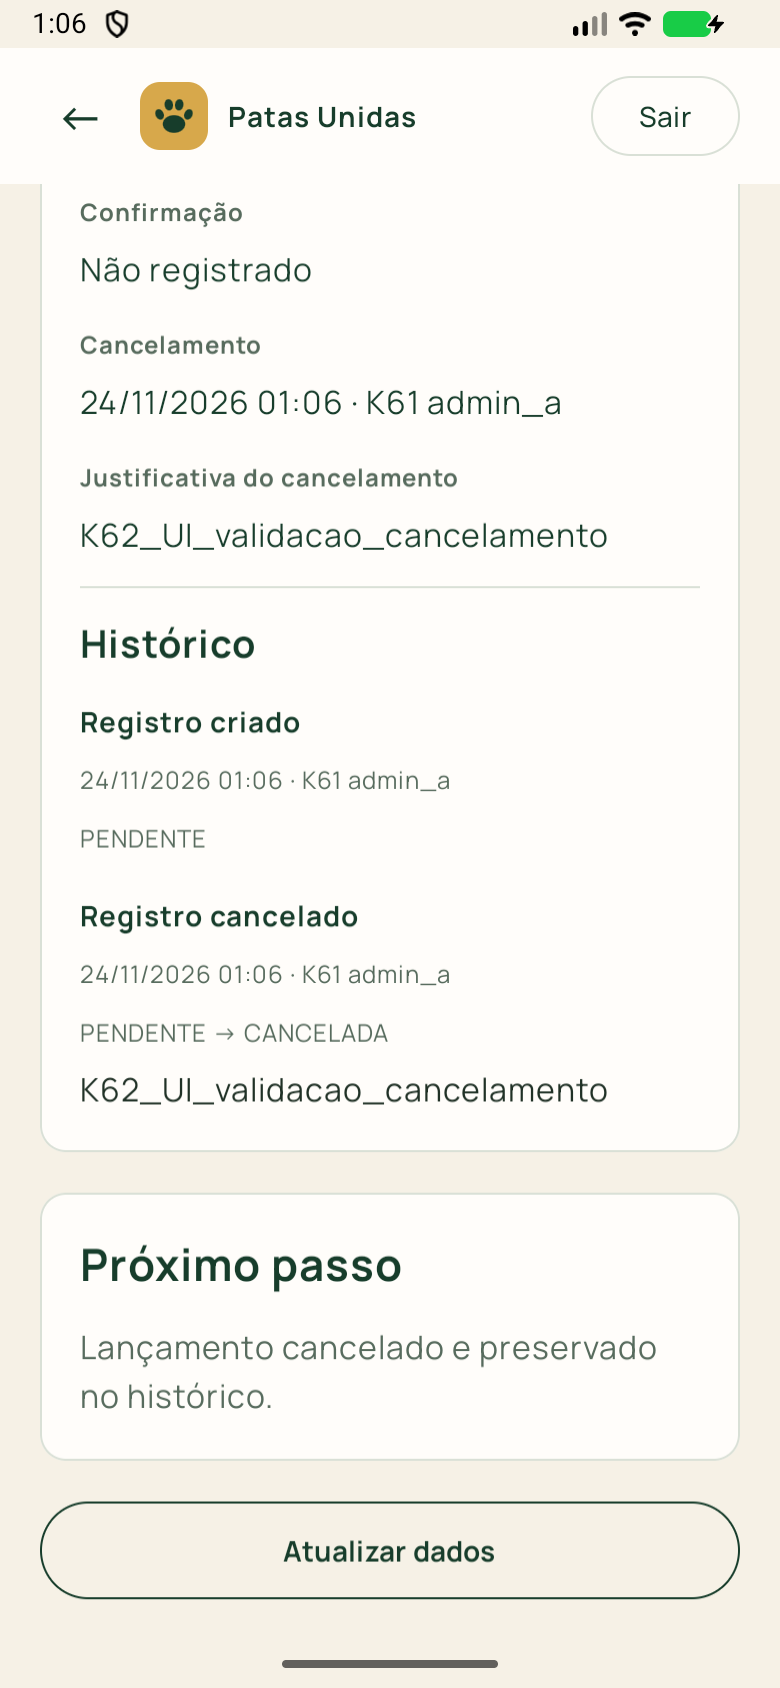 1:06
Patas Unidas
Sair
Confirmação
Não registrado
Cancelamento
24/11/2026 01:06 · K61 admin_a
Justificativa do cancelamento
K62_UI_validacao_cancelamento
Histórico
Registro criado
24/11/2026 01:06 · K61 admin_a
PENDENTE
Registro cancelado
24/11/2026 01:06 · K61 admin_a
PENDENTE → CANCELADA
K62_UI_validacao_cancelamento
Próximo passo
Lançamento cancelado e preservado
no histórico.
Atualizar dados